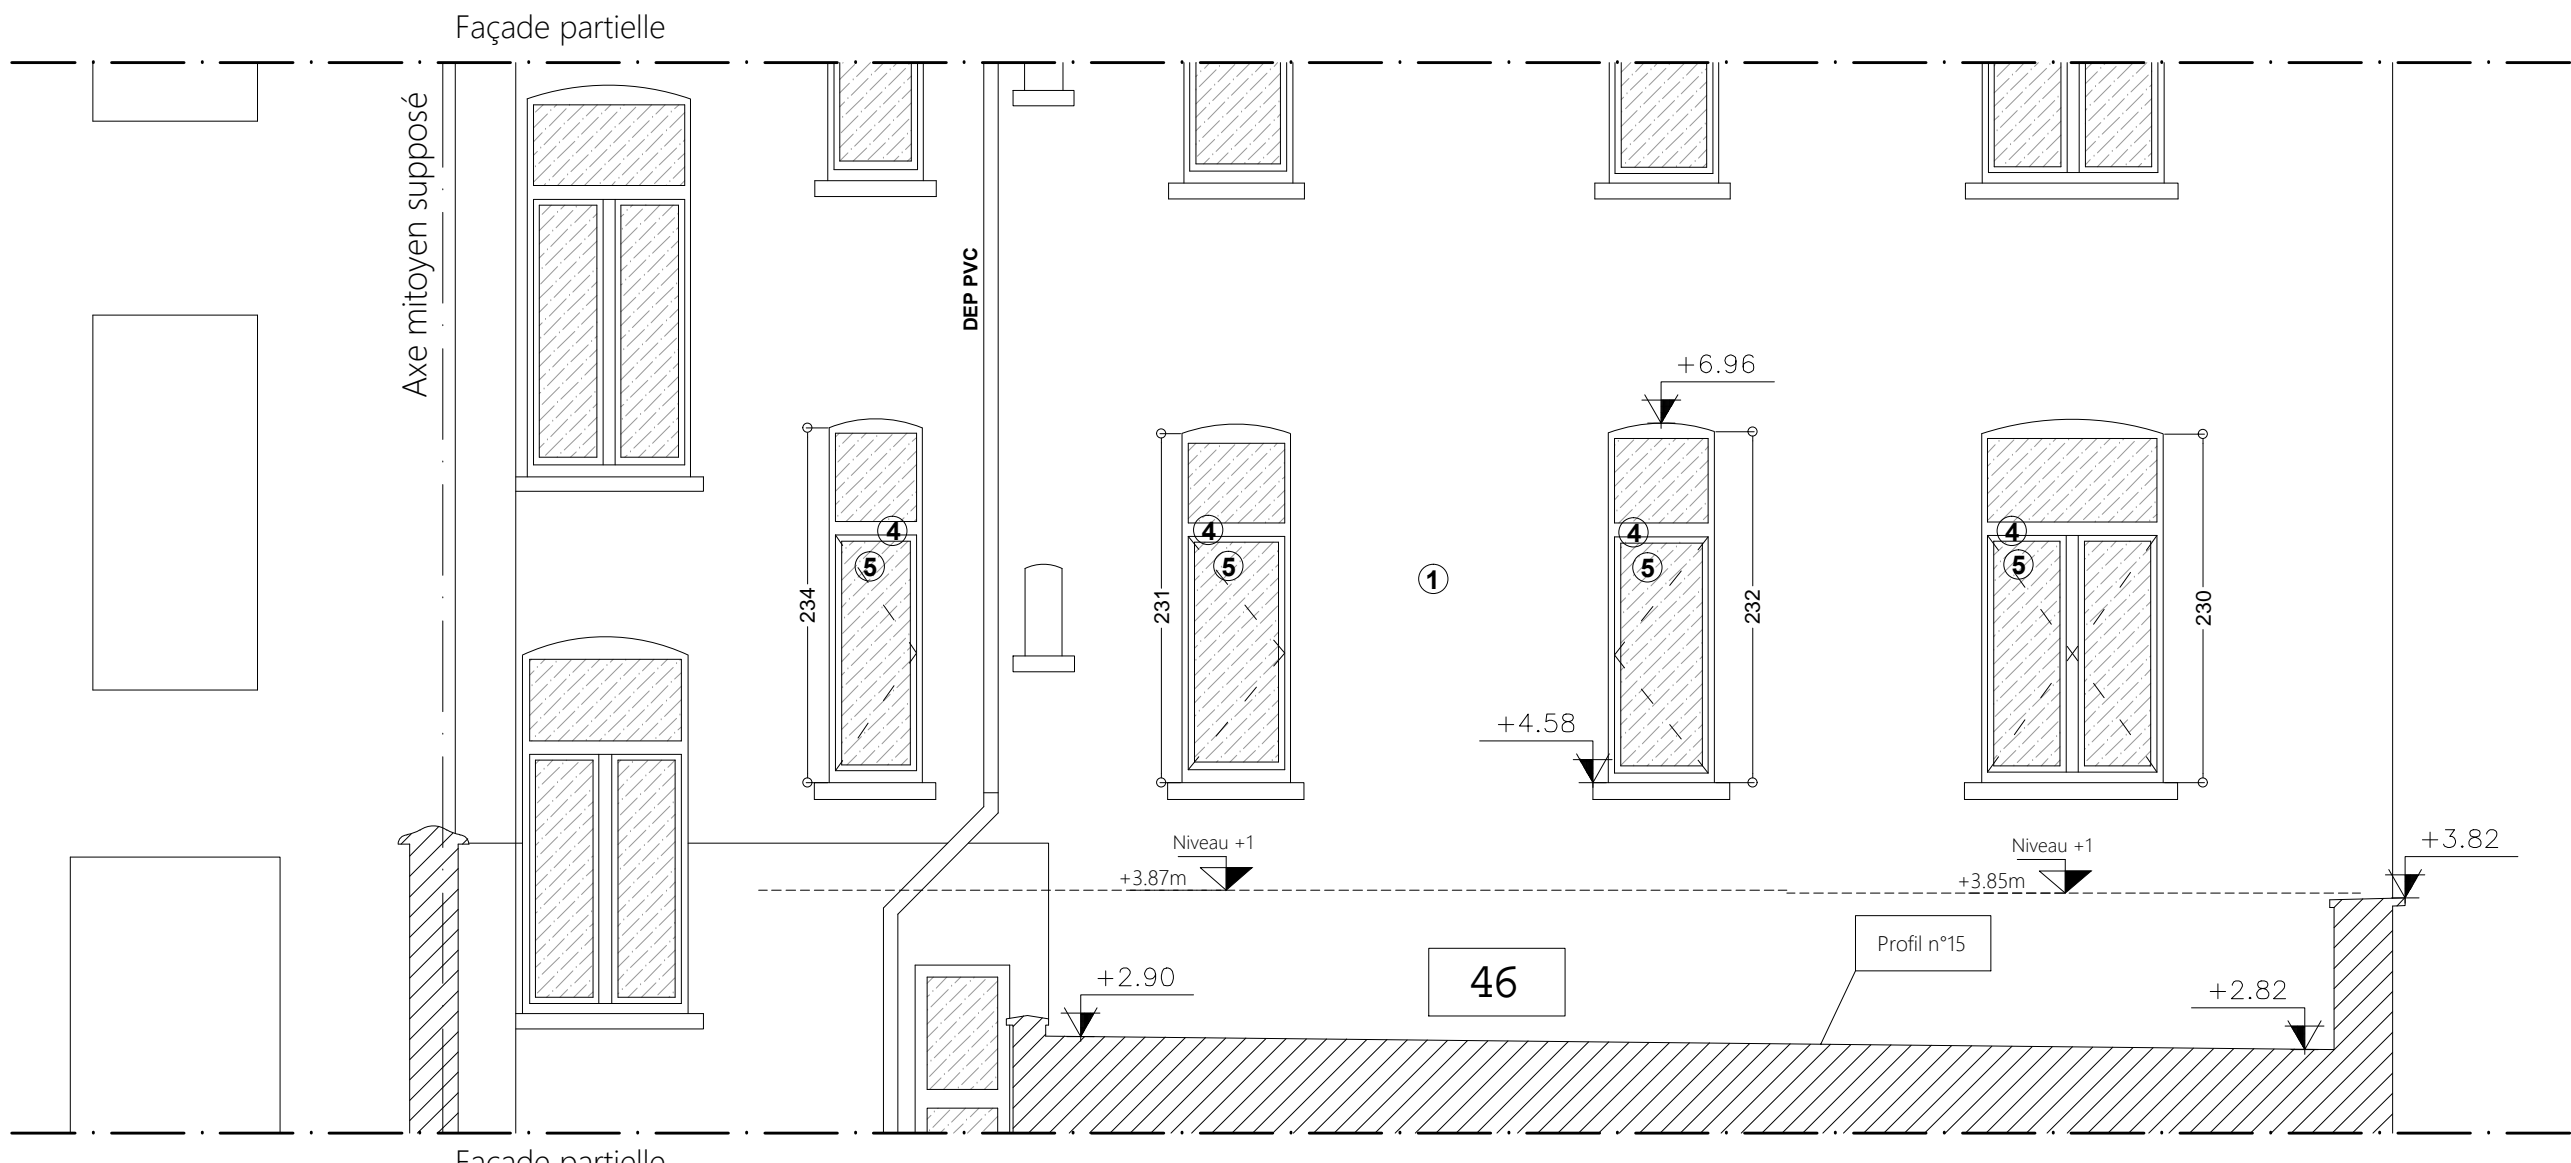 Façade partielle
Axe mitoyen supposé
DEP PVC
+6.96
4
4
4
4
5
5
5
5
1
234
231
232
230
+4.58
Niveau +1
Niveau +1
+3.82
+3.87m
+3.85m
Profil n°15
46
+2.90
+2.82
Façade partielle